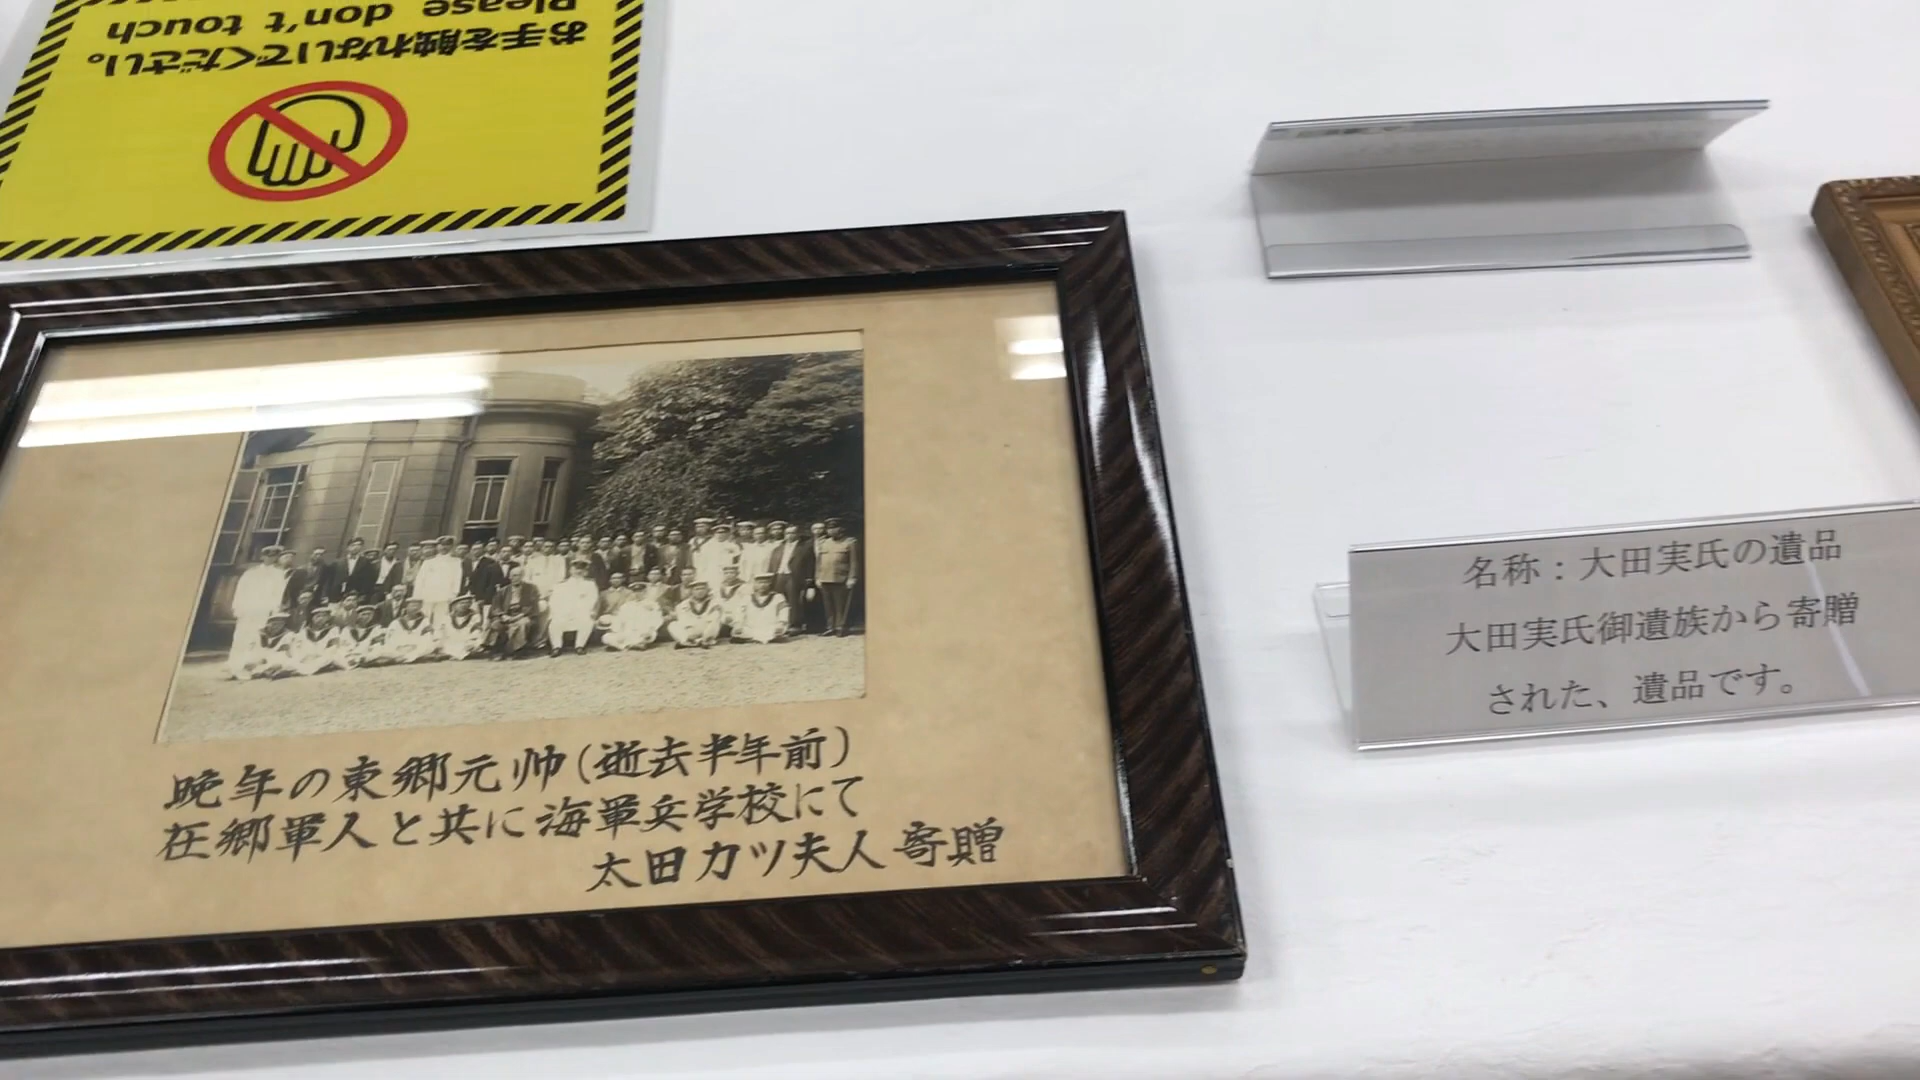 お手を触れないでください。
Please don't touch
晩年の東郷元帅(逝去半年前)
在郷軍人と共に海軍兵学校にて
太田カツ夫人寄贈
名称：大田実氏の遺品
大田実氏御遺族から寄贈
された、遺品です。